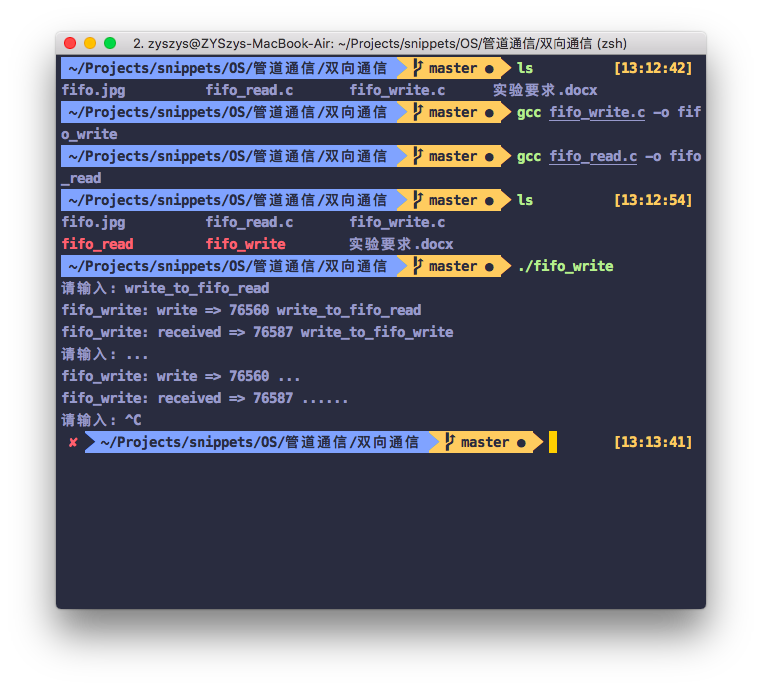 2. zyszys@ZYSzys-MacBook-Air: ~/Projects/snippets/OS/管道通信/双向通信 (zsh)
~/Projects/snippets/OS/管道通信/双向通信 master ● ls [13:12:42]
fifo.jpg fifo_read.c fifo_write.c 实验要求.docx
~/Projects/snippets/OS/管道通信/双向通信 master ● gcc fifo_write.c -o fif
o_write
~/Projects/snippets/OS/管道通信/双向通信 master ● gcc fifo_read.c -o fifo
_read
~/Projects/snippets/OS/管道通信/双向通信 master ● ls [13:12:54]
fifo.jpg fifo_read.c fifo_write.c
fifo_read fifo_write 实验要求.docx
~/Projects/snippets/OS/管道通信/双向通信 master ● ./fifo_write
请输入: write_to_fifo_read
fifo_write: write => 76560 write_to_fifo_read
fifo_write: received => 76587 write_to_fifo_write
请输入: ...
fifo_write: write => 76560 ...
fifo_write: received => 76587 ......
请输入: ^C
✘ ~/Projects/snippets/OS/管道通信/双向通信 master ● [13:13:41]